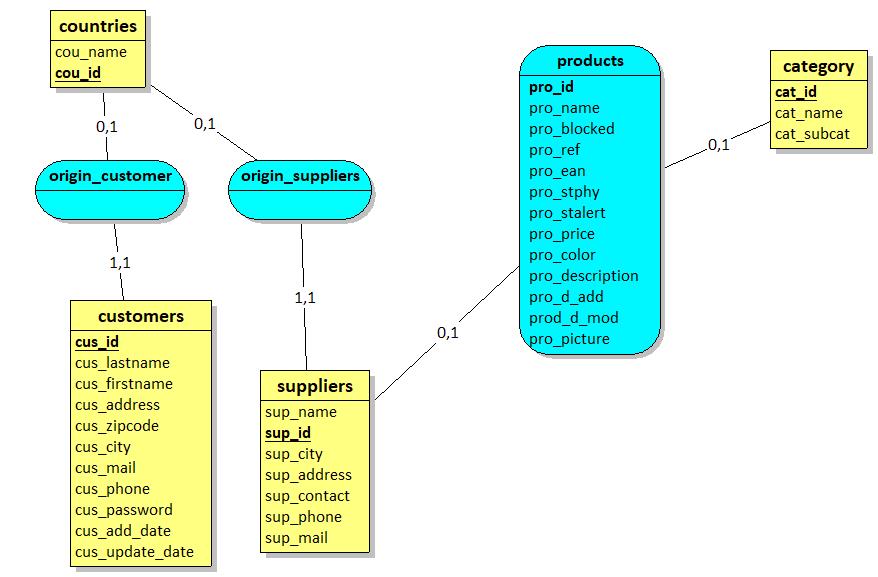 countries
cou_name
cou_id
0,1
0,1
origin_customer
origin_suppliers
1,1
1,1
customers
cus_id
cus_lastname
cus_firstname
cus_address
cus_zipcode
cus_city
cus_mail
cus_phone
cus_password
cus_add_date
cus_update_date
suppliers
sup_name
sup_id
sup_city
sup_address
sup_contact
sup_phone
sup_mail
0,1
products
pro_id
pro_name
pro_blocked
pro_ref
pro_ean
pro_stphy
pro_stalert
pro_price
pro_color
pro_description
pro_d_add
prod_d_mod
pro_picture
0,1
category
cat_id
cat_name
cat_subcat